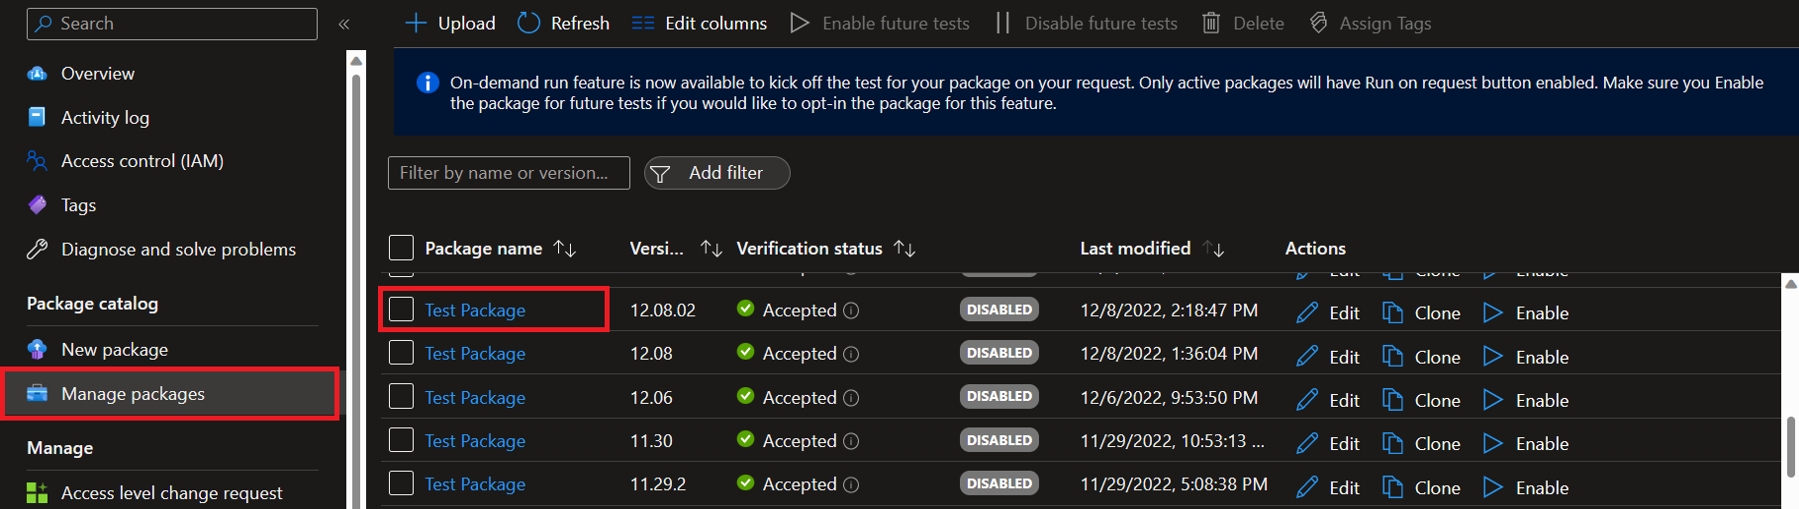 Search
«
Overview
Activity log
Access control (IAM)
Tags
Diagnose and solve problems
Package catalog
New package
Manage packages
Manage
Access level change request
Upload Refresh Edit columns Enable future tests Disable future tests Delete Assign Tags
On-demand run feature is now available to kick off the test for your package on your request. Only active packages will have Run on request button enabled. Make sure you Enable
the package for future tests if you would like to opt-in the package for this feature.
Filter by name or version... Add filter
Package name Versi... Verification status Last modified Actions
Edit Clone Enable
Test Package 12.08.02 Accepted DISABLED 12/8/2022, 2:18:47 PM Edit Clone Enable
Test Package 12.08 Accepted DISABLED 12/8/2022, 1:36:04 PM Edit Clone Enable
Test Package 12.06 Accepted DISABLED 12/6/2022, 9:53:50 PM Edit Clone Enable
Test Package 11.30 Accepted DISABLED 11/29/2022, 10:53:13 ... Edit Clone Enable
Test Package 11.29.2 Accepted DISABLED 11/29/2022, 5:08:38 PM Edit Clone Enable